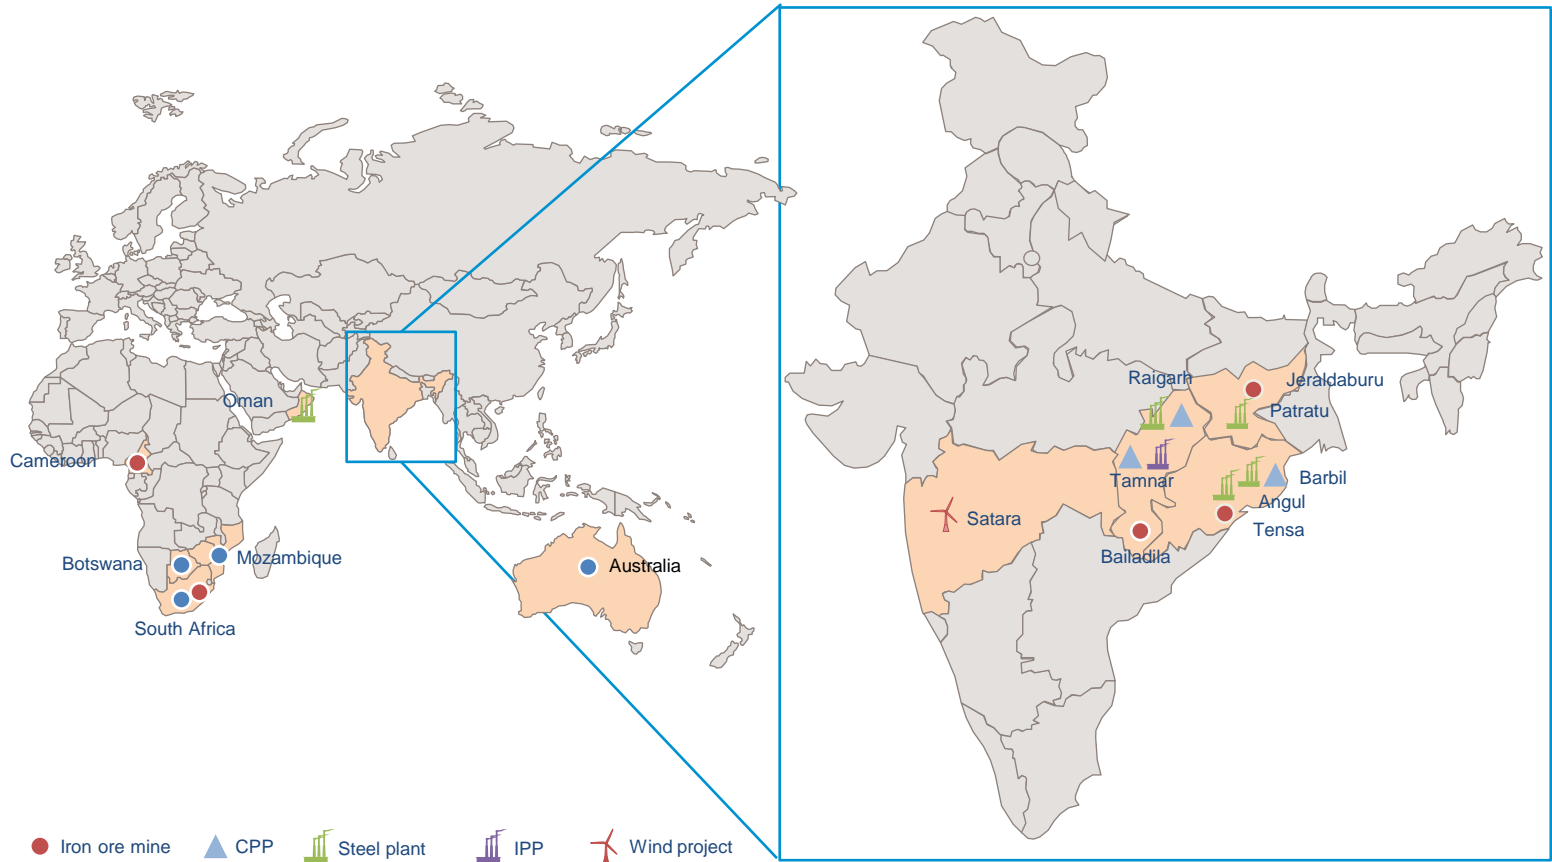 Oman
Cameroon
Botswana
Mozambique
South Africa
Australia
Raigarh
Jeraldaburu
Patratu
Tamnar
Barbil
Angul
Satara
Tensa
Bailadila
Iron ore mine
CPP
Steel plant
IPP
Wind project